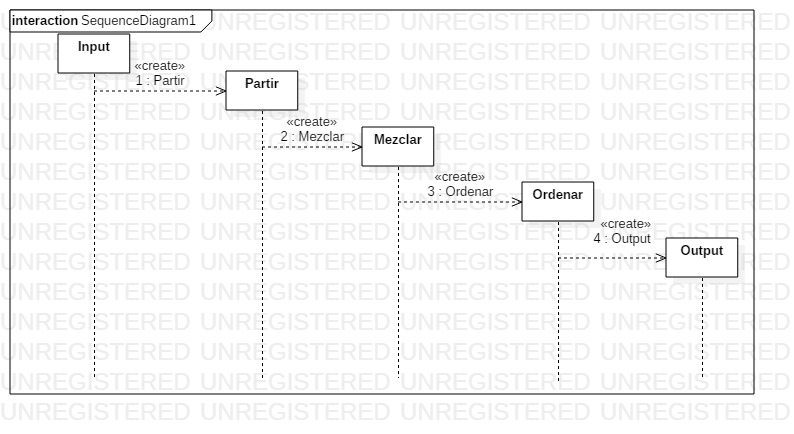 interaction SequenceDiagram1
Input
«create»
1 : Partir
Partir
«create»
2 : Mezclar
Mezclar
«create»
3 : Ordenar
Ordenar
«create»
4 : Output
Output
UNREGISTERED UNREGISTERED UNREGISTERED UNREGISTERED
UNREGISTERED UNREGISTERED UNREGISTERED UNREGISTERED
UNREGISTERED UNREGISTERED UNREGISTERED UNREGISTERED
UNREGISTERED UNREGISTERED UNREGISTERED UNREGISTERED
UNREGISTERED UNREGISTERED UNREGISTERED UNREGISTERED
UNREGISTERED UNREGISTERED UNREGISTERED UNREGISTERED
UNREGISTERED UNREGISTERED UNREGISTERED UNREGISTERED
UNREGISTERED UNREGISTERED UNREGISTERED UNREGISTERED
UNREGISTERED UNREGISTERED UNREGISTERED UNREGISTERED
UNREGISTERED UNREGISTERED UNREGISTERED UNREGISTERED
UNREGISTERED UNREGISTERED UNREGISTERED UNREGISTERED
UNREGISTERED UNREGISTERED UNREGISTERED UNREGISTERED
UNREGISTERED UNREGISTERED UNREGISTERED UNREGISTERED
UNREGISTERED UNREGISTERED UNREGISTERED UNREGISTERED